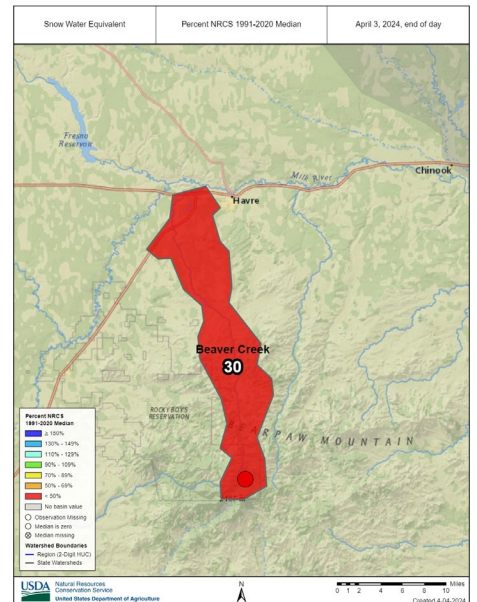 Snow Water Equivalent
Percent NRCS 1991-2020 Median
April 3, 2024, end of day
Fresno
Reservoir
Milk River
Chinook
Havre
Beaver Creek
30
ROCKY BOYS
RESERVATION
BEARPAW MOUNTAIN
Percent NRCS
1991-2020 Median
≥ 150%
130% - 149%
110% - 129%
90% - 109%
70% - 89%
50% - 69%
< 50%
No basin value
Observation Missing
Median is zero
Median missing
Watershed Boundaries
Region (2-Digit HUC)
State Watersheds
USDA
Natural Resources
Conservation Service
United States Department of Agriculture
N
0 1 2 4 6 8 10
Miles
Created 4-04-2024